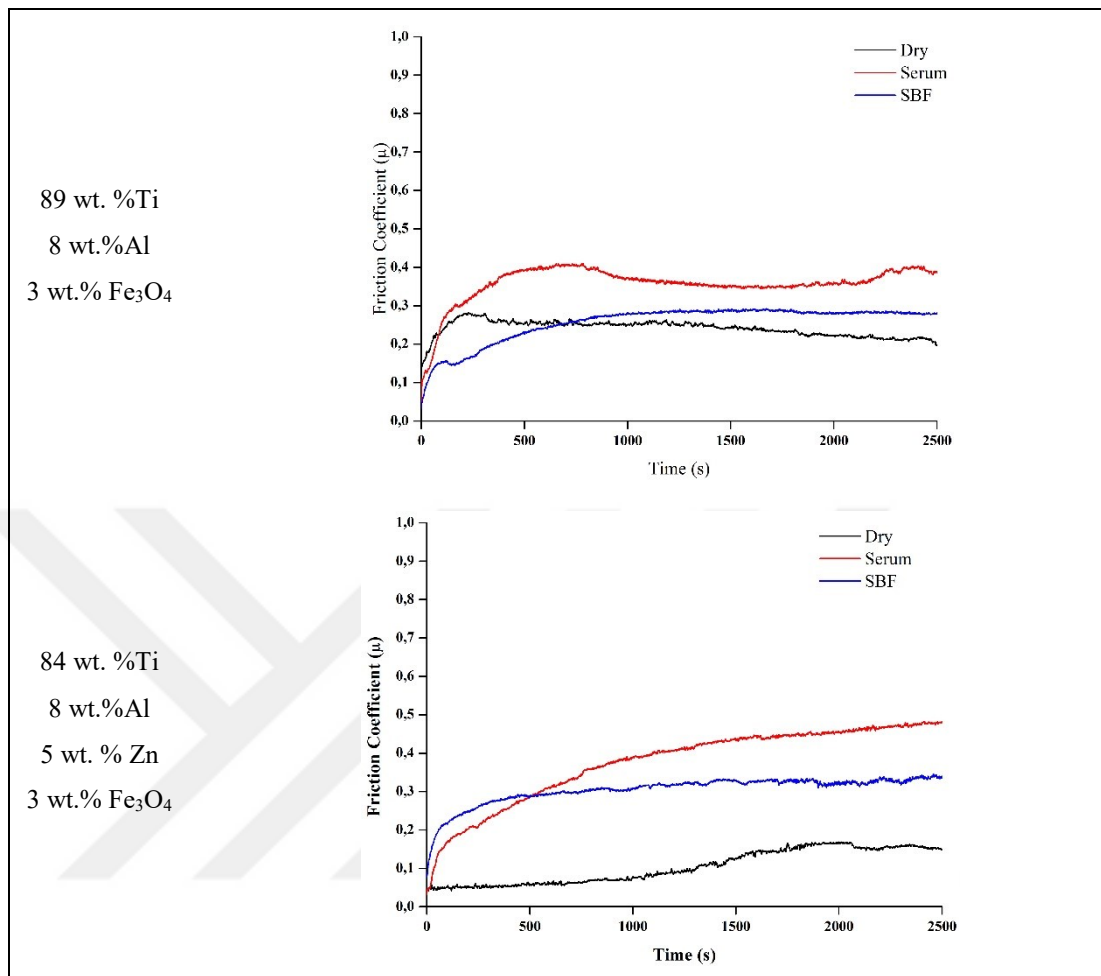 89 wt. %Ti
8 wt.%Al
3 wt.% Fe₃O₄
1,0
0,9
0,8
0,7
0,6
0,5
0,4
0,3
0,2
0,1
0,0
Friction Coefficient (μ)
Dry
Serum
SBF
0 500 1000 1500 2000 2500
Time (s)
84 wt. %Ti
8 wt.%Al
5 wt. % Zn
3 wt.% Fe₃O₄
1,0
0,9
0,8
0,7
0,6
0,5
0,4
0,3
0,2
0,1
0,0
Friction Coefficient (μ)
Dry
Serum
SBF
0 500 1000 1500 2000 2500
Time (s)